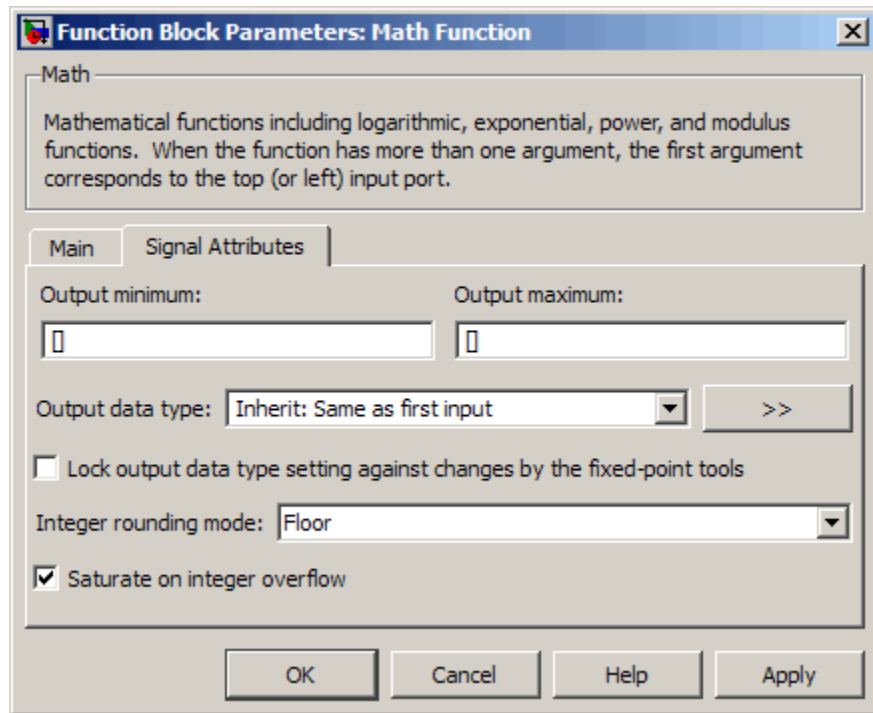 Function Block Parameters: Math Function
Math
Mathematical functions including logarithmic, exponential, power, and modulus
functions.  When the function has more than one argument, the first argument
corresponds to the top (or left) input port.
Main
Signal Attributes
Output minimum:
Output maximum:
[]
[]
Output data type:
Inherit: Same as first input
>>
Lock output data type setting against changes by the fixed-point tools
Integer rounding mode:
Floor
Saturate on integer overflow
OK
Cancel
Help
Apply